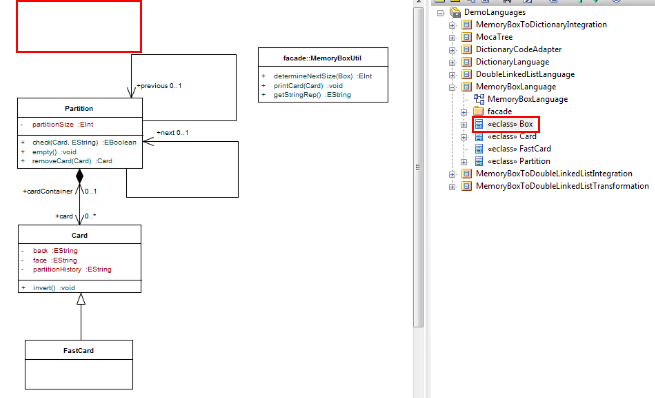 +previous 0..1
Partition
- partitionSize :EInt
+ check(Card, EString) :EBoolean
+ empty() :void
+ removeCard(Card) :Card
+next 0..1
+cardContainer 0..1
+card 0..*
Card
- back :EString
- face :EString
- partitionHistory :EString
+ invert() :void
FastCard
facade::MemoryBoxUtil
+ determineNextSize(Box) :EInt
+ printCard(Card) :void
+ getStringRep() :EString
DemoLanguages
MemoryBoxToDictionaryIntegration
MocaTree
DictionaryCodeAdapter
DictionaryLanguage
DoubleLinkedListLanguage
MemoryBoxLanguage
MemoryBoxLanguage
facade
«eclass» Box
«eclass» Card
«eclass» FastCard
«eclass» Partition
MemoryBoxToDoubleLinkedListIntegration
MemoryBoxToDoubleLinkedListTransformation